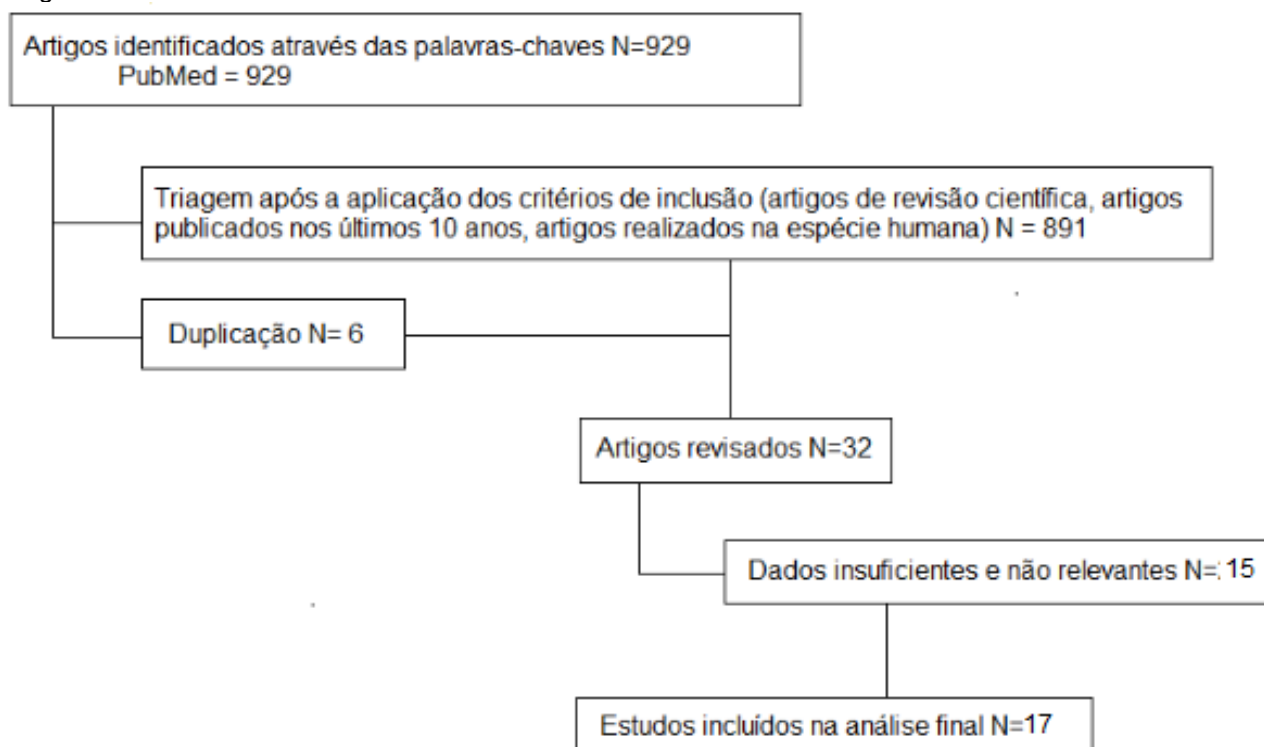 Artigos identificados através das palavras-chaves N=929
PubMed = 929
Triagem após a aplicação dos critérios de inclusão (artigos de revisão científica, artigos
publicados nos últimos 10 anos, artigos realizados na espécie humana) N = 891
Duplicação N= 6
Artigos revisados N=32
Dados insuficientes e não relevantes N= 15
Estudos incluídos na análise final N=17